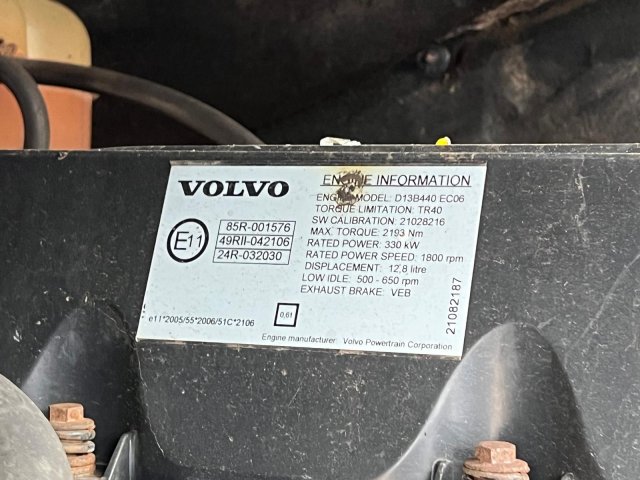 VOLVO
E11
85R-001576
49RII-042106
24R-032030
e11*2005/55*2006/51C*2106
0,61
ENGINE INFORMATION
ENGINE MODEL: D13B440 EC06
TORQUE LIMITATION: TR40
SW CALIBRATION: 21028216
MAX. TORQUE: 2193 Nm
RATED POWER: 330 kW
RATED POWER SPEED: 1800 rpm
DISPLACEMENT: 12,8 litre
LOW IDLE: 500 - 650 rpm
EXHAUST BRAKE: VEB
21082187
Engine manufacturer: Volvo Powertrain Corporation